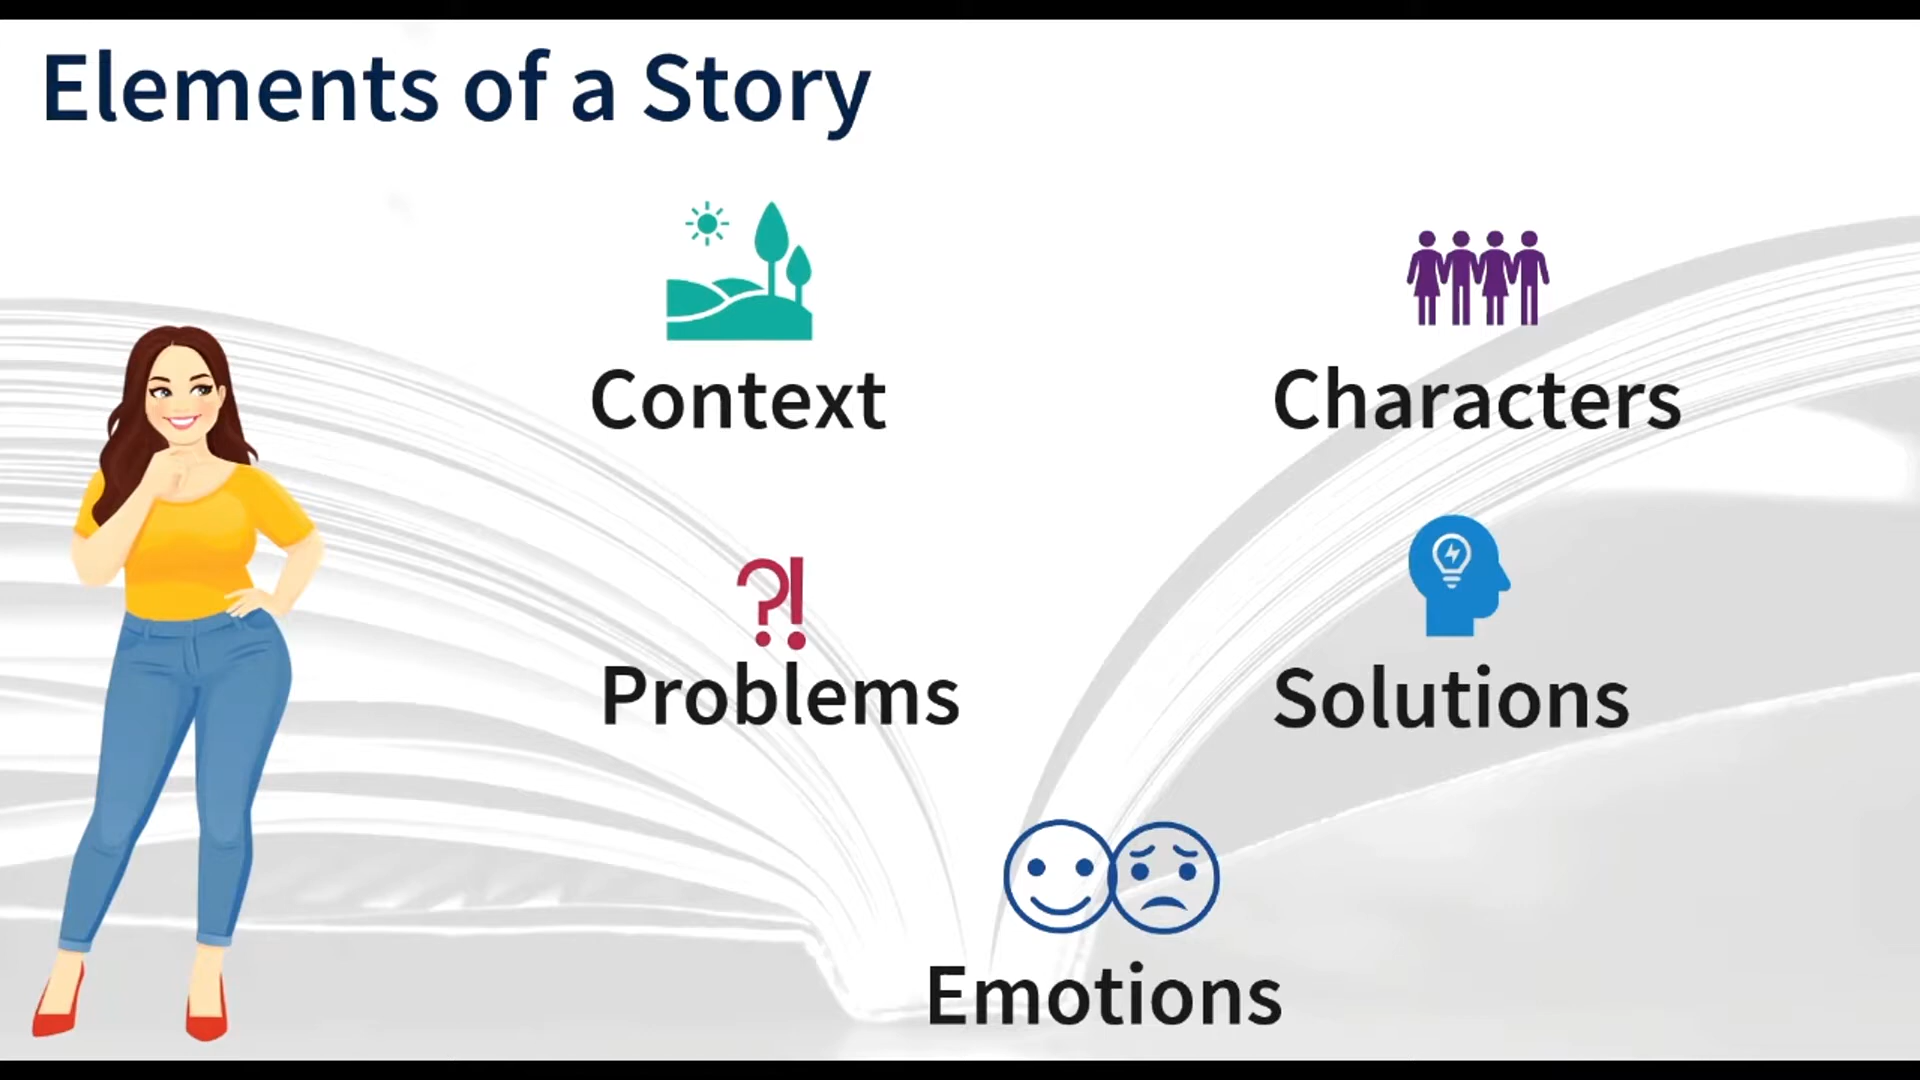 Elements of a Story
Context
Characters
?!
Problems
Solutions
Emotions